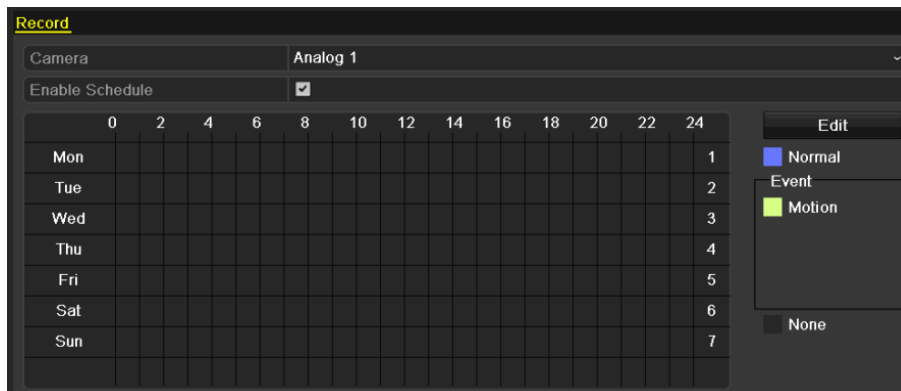 Record
Camera Analog 1
Enable Schedule
0 2 4 6 8 10 12 14 16 18 20 22 24
Edit
Mon 1
Normal
Tue 2
Event
Motion
Wed 3
Thu 4
Fri 5
Sat 6
None
Sun 7